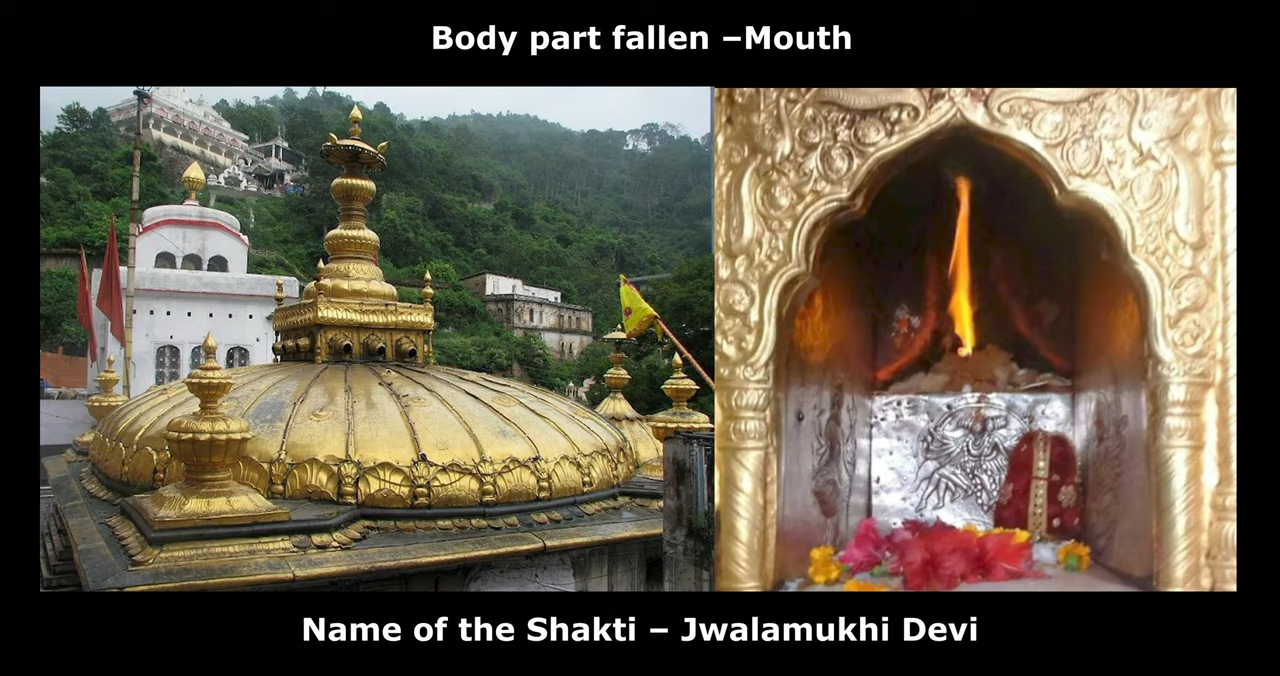 Body part fallen –Mouth
Name of the Shakti – Jwalamukhi Devi